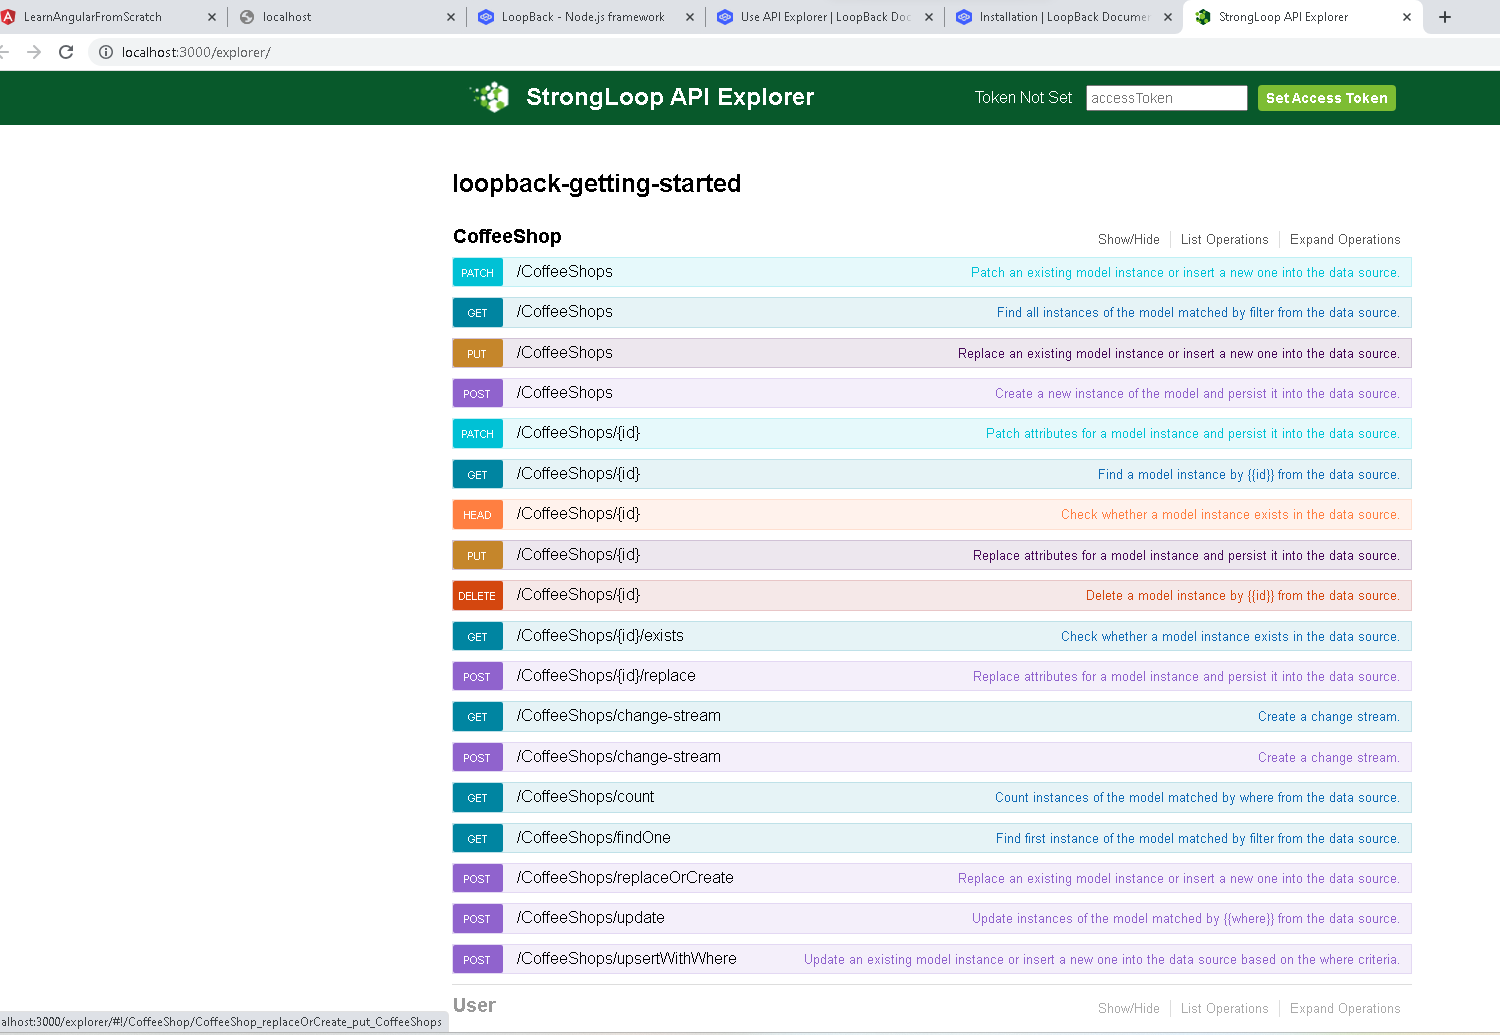 LearnAngularFromScratch
localhost
LoopBack - Node.js framework
Use API Explorer | LoopBack Doc
Installation | LoopBack Documen
StrongLoop API Explorer
localhost:3000/explorer/
StrongLoop API Explorer
Token Not Set
accessToken
Set Access Token
loopback-getting-started
CoffeeShop
Show/Hide
List Operations
Expand Operations
PATCH /CoffeeShops Patch an existing model instance or insert a new one into the data source.
GET /CoffeeShops Find all instances of the model matched by filter from the data source.
PUT /CoffeeShops Replace an existing model instance or insert a new one into the data source.
POST /CoffeeShops Create a new instance of the model and persist it into the data source.
PATCH /CoffeeShops/{id} Patch attributes for a model instance and persist it into the data source.
GET /CoffeeShops/{id} Find a model instance by {{id}} from the data source.
HEAD /CoffeeShops/{id} Check whether a model instance exists in the data source.
PUT /CoffeeShops/{id} Replace attributes for a model instance and persist it into the data source.
DELETE /CoffeeShops/{id} Delete a model instance by {{id}} from the data source.
GET /CoffeeShops/{id}/exists Check whether a model instance exists in the data source.
POST /CoffeeShops/{id}/replace Replace attributes for a model instance and persist it into the data source.
GET /CoffeeShops/change-stream Create a change stream.
POST /CoffeeShops/change-stream Create a change stream.
GET /CoffeeShops/count Count instances of the model matched by where from the data source.
GET /CoffeeShops/findOne Find first instance of the model matched by filter from the data source.
POST /CoffeeShops/replaceOrCreate Replace an existing model instance or insert a new one into the data source.
POST /CoffeeShops/update Update instances of the model matched by {{where}} from the data source.
POST /CoffeeShops/upsertWithWhere Update an existing model instance or insert a new one into the data source based on the where criteria.
User
Show/Hide
List Operations
Expand Operations
alhost:3000/explorer/#!/CoffeeShop/CoffeeShop_replaceOrCreate_put_CoffeeShops